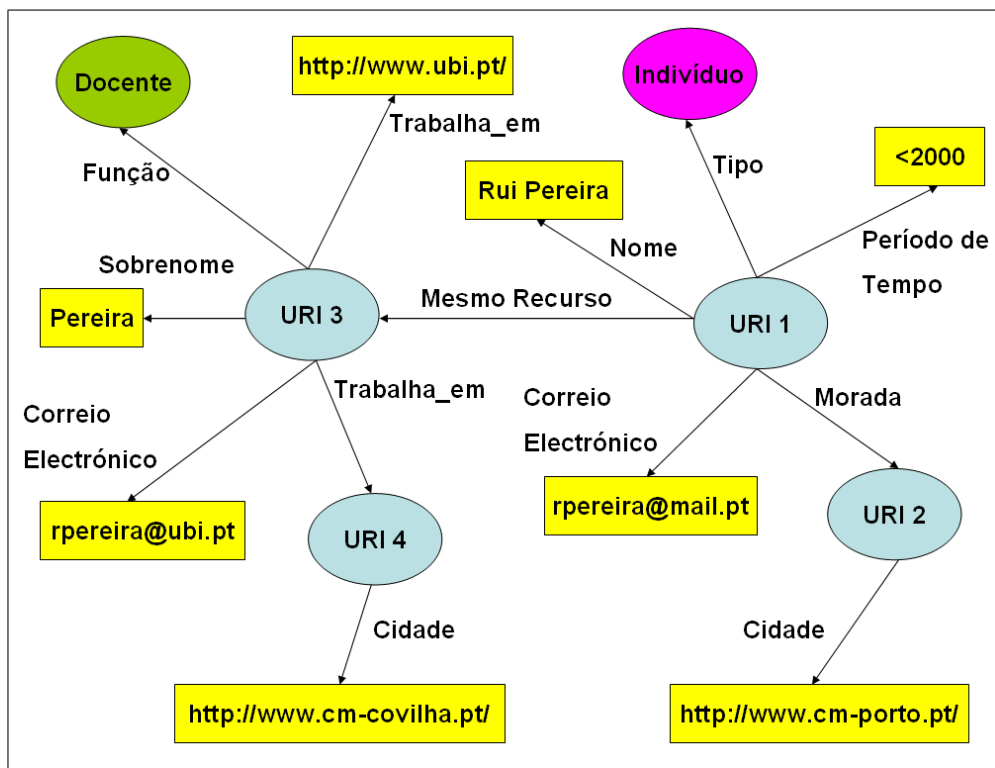 http://www.ubi.pt/
Docente
Indivíduo
Trabalha_em
<2000
Função
Tipo
Rui Pereira
Nome
Período de
Tempo
Sobrenome
Mesmo Recurso
Pereira
URI 3
URI 1
Trabalha_em
Correio
Electrónico
Correio
Electrónico
Morada
rpereira@ubi.pt
rpereira@mail.pt
URI 4
URI 2
Cidade
Cidade
http://www.cm-covilha.pt/
http://www.cm-porto.pt/